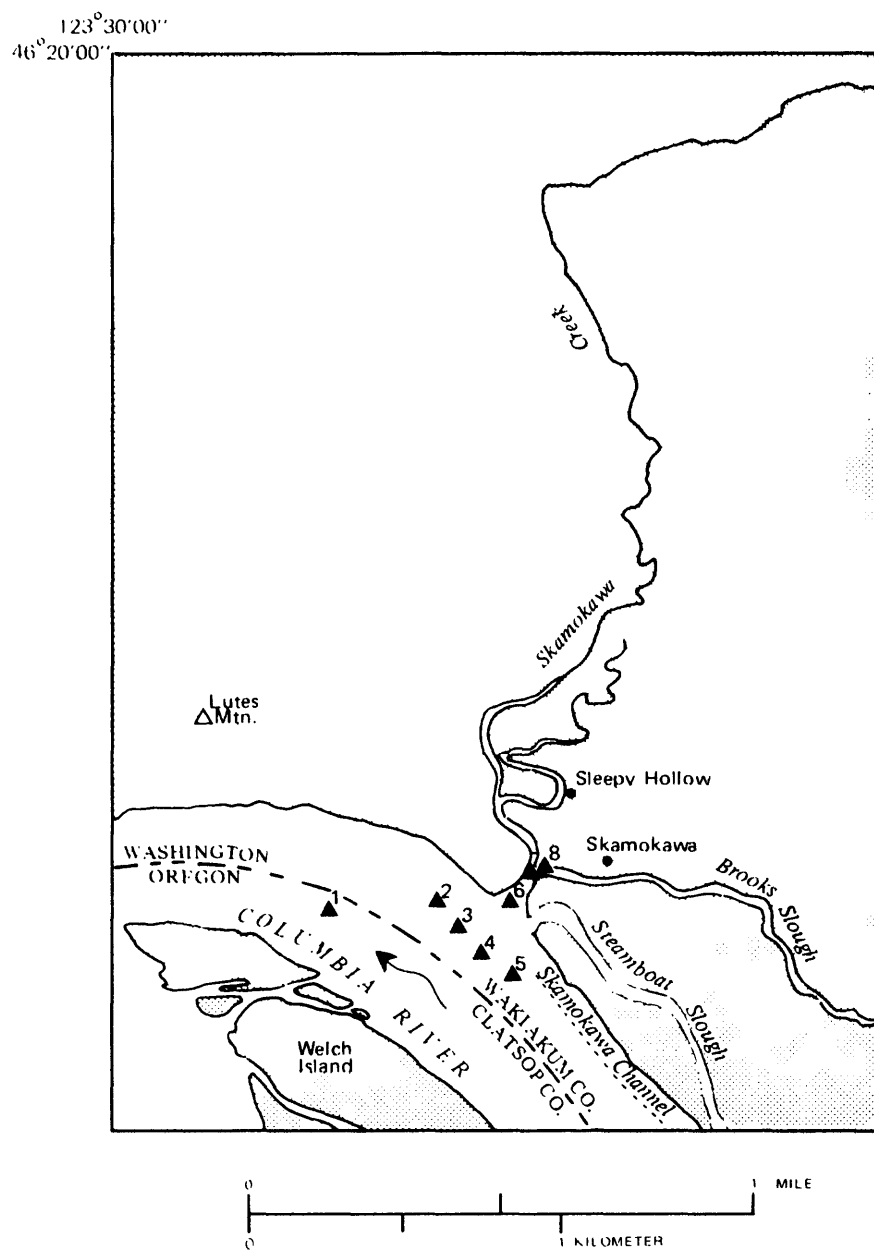 123°30'00''
46°20'00''
Creek
Skamokawa
Lutes
Mtn.
Sleepy Hollow
8
Skamokawa
WASHINGTON
OREGON
Brooks
Slough
1
2
6
3
4
5
COLUMBIA
RIVER
Steamboat
Slough
Skamokawa Channel
WAKIAKUM CO.
CLATSOP CO.
Welch
Island
0
1 MILE
0
1 KILOMETER